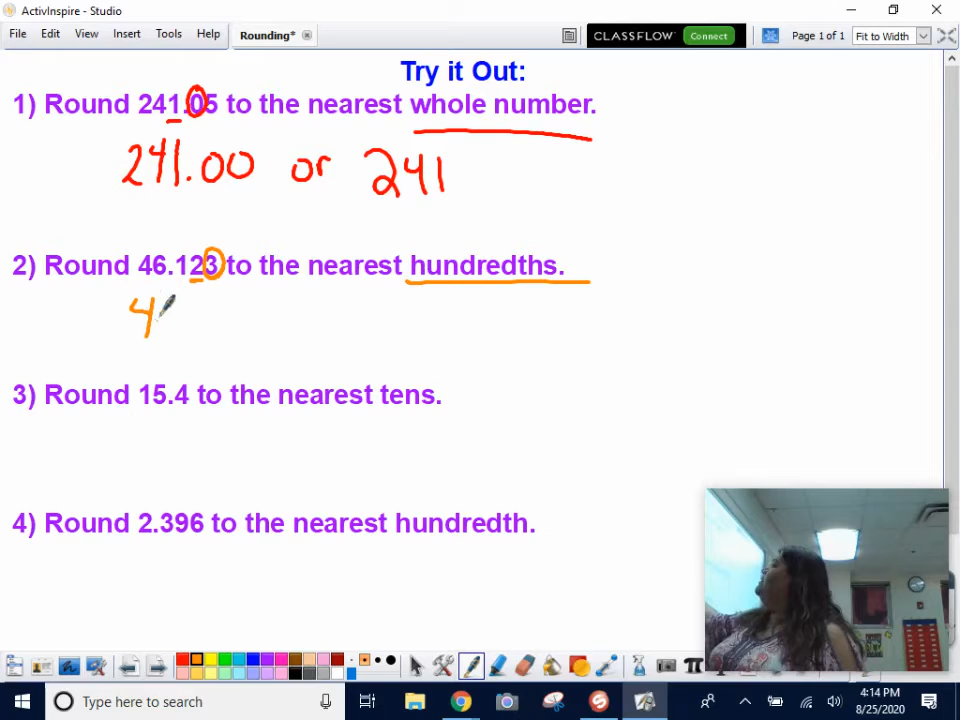 ActivInspire - Studio
File Edit View Insert Tools Help Rounding* CLASSFLOW Connect Page 1 of 1 Fit to Width
Try it Out:
1) Round 241.05 to the nearest whole number.
241.00 or 241
2) Round 46.123 to the nearest hundredths.
4
3) Round 15.4 to the nearest tens.
4) Round 2.396 to the nearest hundredth.
Type here to search
4:14 PM
8/25/2020